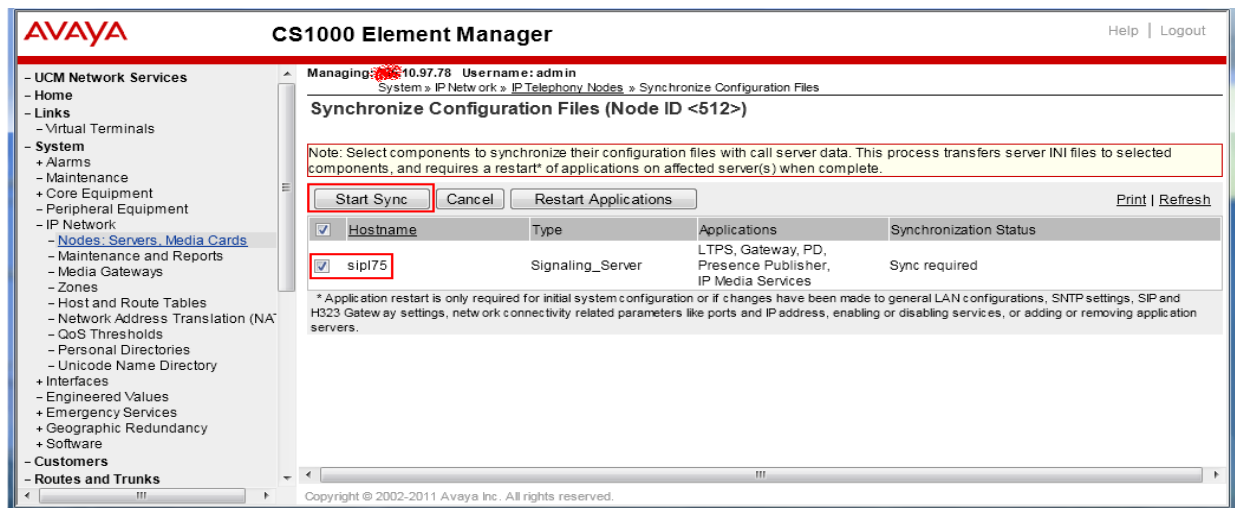 AVAYA
CS1000 Element Manager
Help | Logout
– UCM Network Services
– Home
– Links
– Virtual Terminals
– System
+ Alarms
– Maintenance
+ Core Equipment
– Peripheral Equipment
– IP Network
– Nodes: Servers, Media Cards
– Maintenance and Reports
– Media Gateways
– Zones
– Host and Route Tables
– Network Address Translation (NA
– QoS Thresholds
– Personal Directories
– Unicode Name Directory
+ Interfaces
– Engineered Values
+ Emergency Services
+ Geographic Redundancy
+ Software
– Customers
– Routes and Trunks
Managing: 10.97.78 Username: admin
System » IP Network » IP Telephony Nodes » Synchronize Configuration Files
Synchronize Configuration Files (Node ID <512>)
Note: Select components to synchronize their configuration files with call server data. This process transfers server INI files to selected
components, and requires a restart* of applications on affected server(s) when complete.
Start Sync Cancel Restart Applications Print | Refresh
Hostname Type Applications Synchronization Status
sipl75 Signaling_Server LTPS, Gateway, PD, Sync required
Presence Publisher,
IP Media Services
* Application restart is only required for initial system configuration or if changes have been made to general LAN configurations, SNTP settings, SIP and
H323 Gateway settings, network connectivity related parameters like ports and IP address, enabling or disabling services, or adding or removing application
servers.
Copyright © 2002-2011 Avaya Inc. All rights reserved.